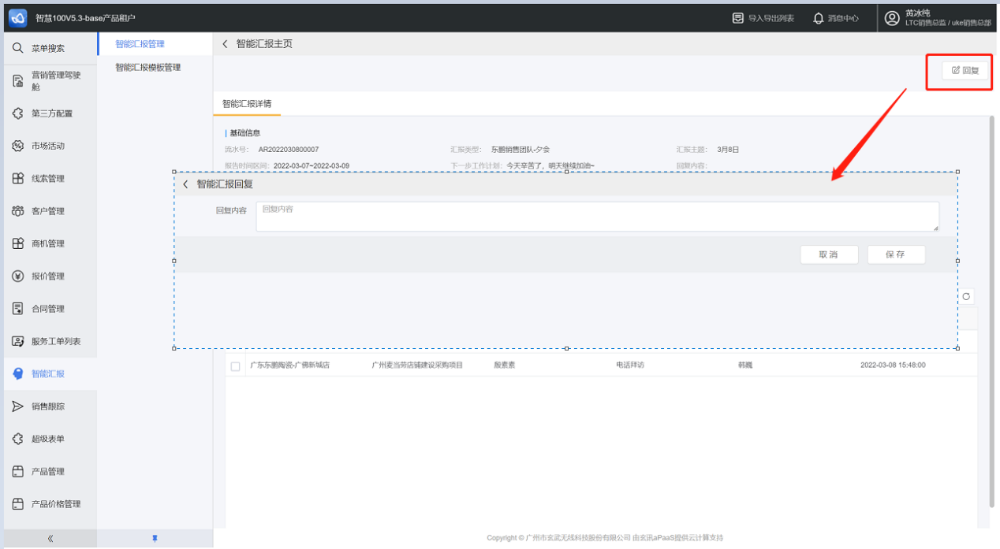 智慧100V5.3-base产品租户
导入导出列表
消息中心
黄冰纯
LTC销售总监 / uke销售总部
菜单搜索
营销管理驾驶
舱
第三方配置
市场活动
线索管理
客户管理
商机管理
报价管理
合同管理
服务工单列表
智能汇报
销售跟踪
超级表单
产品管理
产品价格管理
智能汇报管理
智能汇报模板管理
智能汇报主页
回复
智能汇报详情
基础信息
流水号: AR2022030800007
汇报类型: 东鹏销售团队-夕会
汇报主题: 3月8日
报告时间区间: 2022-03-07~2022-03-09
下一步工作计划: 今天辛苦了，明天继续加油~
回复内容:
智能汇报回复
回复内容
回复内容
取 消
保 存
广东东鹏陶瓷-广佛新城店
广州麦当劳店铺建设采购项目
殷素素
电话拜访
韩巍
2022-03-08 15:48:00
Copyright © 广州市玄武无线科技股份有限公司 由玄讯aPaaS提供云计算支持